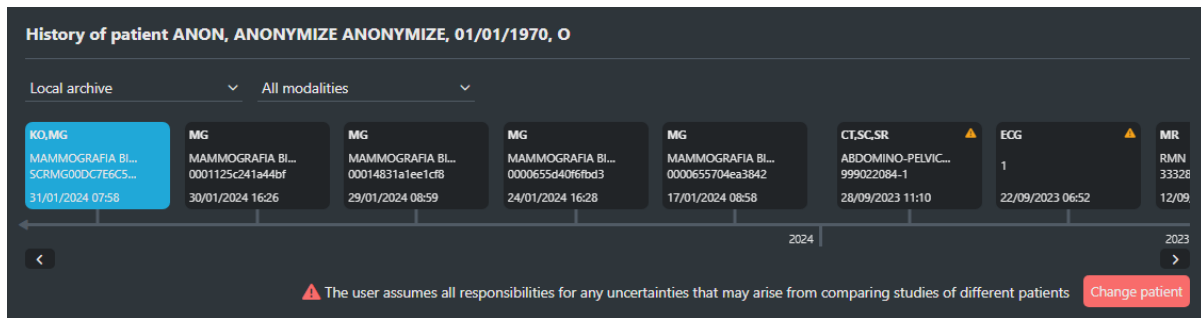 History of patient ANON, ANONYMIZE ANONYMIZE, 01/01/1970, O
Local archive
All modalities
KO,MG
MAMMOGRAFIA BI...
SCRMG00DC7E6C5...
31/01/2024 07:58
MG
MAMMOGRAFIA BI...
0001125c241a44bf
30/01/2024 16:26
MG
MAMMOGRAFIA BI...
00014831a1ee1cf8
29/01/2024 08:59
MG
MAMMOGRAFIA BI...
0000655d40f6fbd3
24/01/2024 16:28
MG
MAMMOGRAFIA BI...
0000655704ea3842
17/01/2024 08:58
CT,SC,SR
ABDOMINO-PELVIC...
999022084-1
28/09/2023 11:10
ECG
1
22/09/2023 06:52
MR
RMN
33328
12/09
2024
2023
The user assumes all responsibilities for any uncertainties that may arise from comparing studies of different patients
Change patient